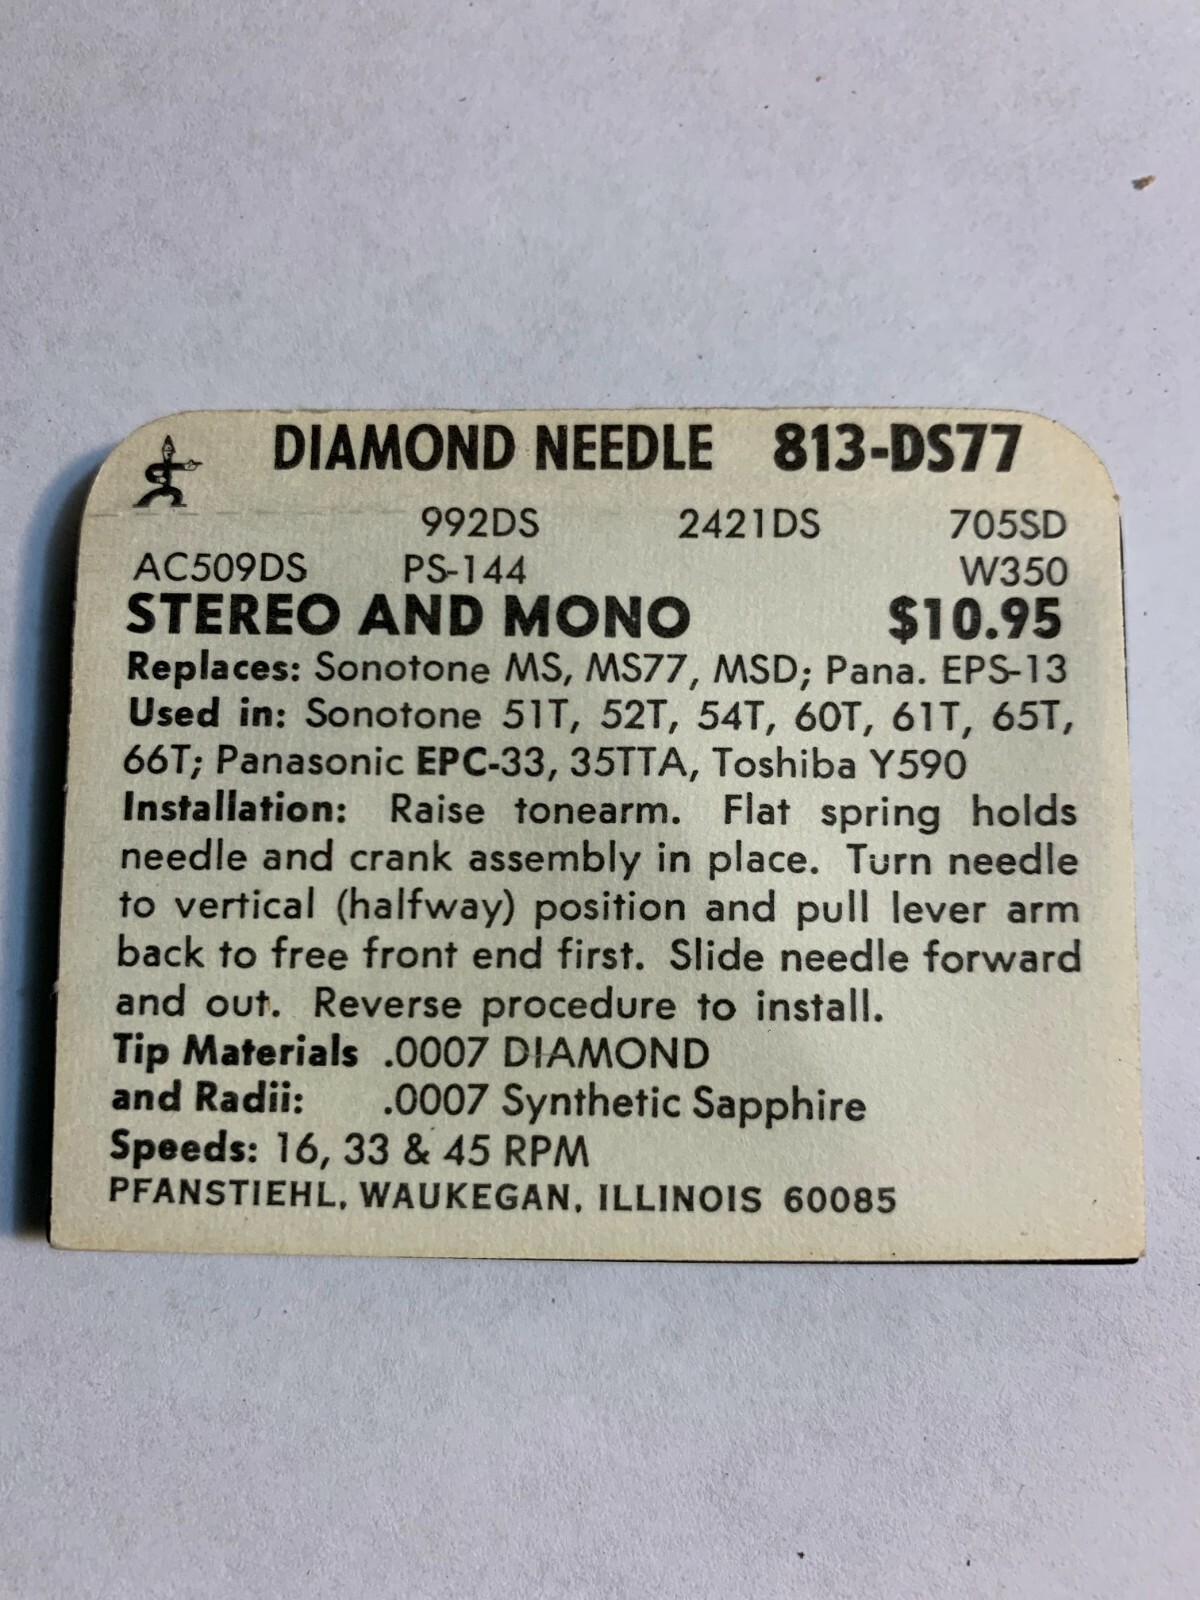 DIAMOND NEEDLE 813-DS77
992DS 2421DS 705SD
AC509DS PS-144 W350
STEREO AND MONO $10.95
Replaces: Sonotone MS, MS77, MSD; Pana. EPS-13
Used in: Sonotone 51T, 52T, 54T, 60T, 61T, 65T,
66T; Panasonic EPC-33, 35TTA, Toshiba Y590
Installation: Raise tonearm. Flat spring holds
needle and crank assembly in place. Turn needle
to vertical (halfway) position and pull lever arm
back to free front end first. Slide needle forward
and out. Reverse procedure to install.
Tip Materials .0007 DIAMOND
and Radii: .0007 Synthetic Sapphire
Speeds: 16, 33 & 45 RPM
PFANSTIEHL, WAUKEGAN, ILLINOIS 60085